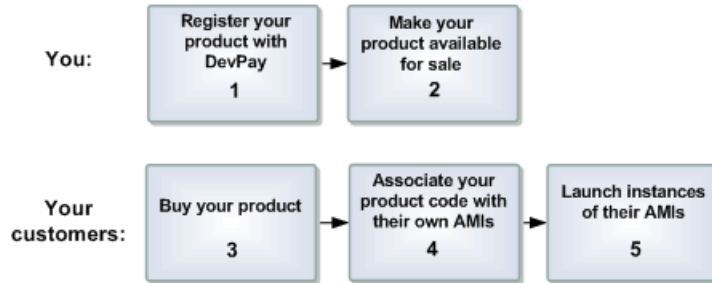 You:
Register your
product with
DevPay
1
Make your
product available
for sale
2
Your
customers:
Buy your product
3
Associate your
product code with
their own AMIs
4
Launch instances
of their AMIs
5